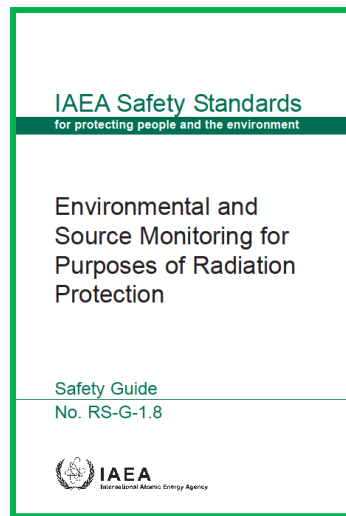 IAEA Safety Standards
for protecting people and the environment
Environmental and
Source Monitoring for
Purposes of Radiation
Protection
Safety Guide
No. RS-G-1.8
IAEA
International Atomic Energy Agency